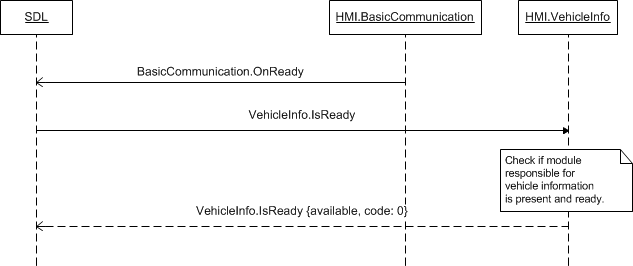 SDL
HMI.BasicCommunication
HMI.VehicleInfo
BasicCommunication.OnReady
VehicleInfo.IsReady
Check if module
responsible for
vehicle information
is present and ready.
VehicleInfo.IsReady {available, code: 0}